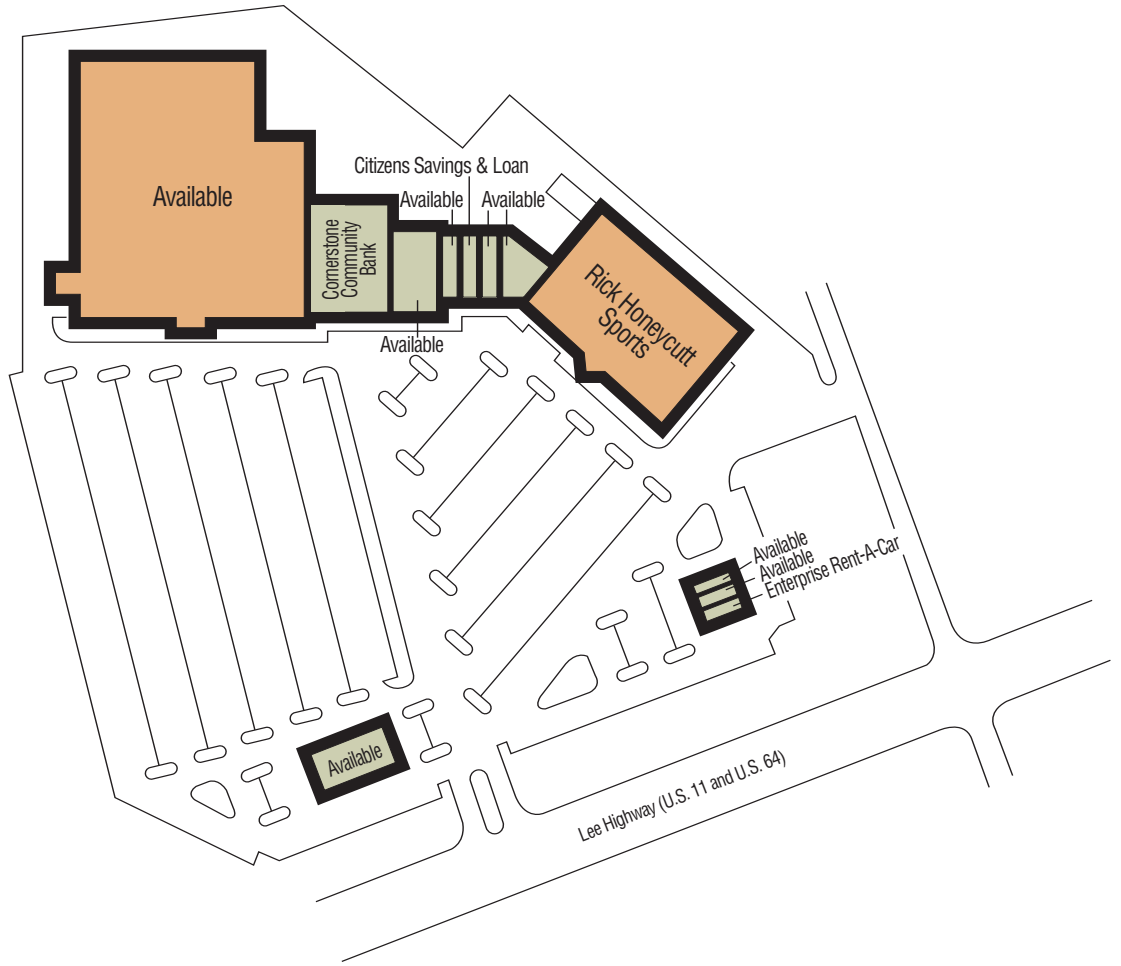 Citizens Savings & Loan
Available
Available
Available
Cornerstone
Community
Bank
Available
Rick Honeycutt
Sports
Available
Available
Enterprise Rent-A-Car
Available
Lee Highway (U.S. 11 and U.S. 64)